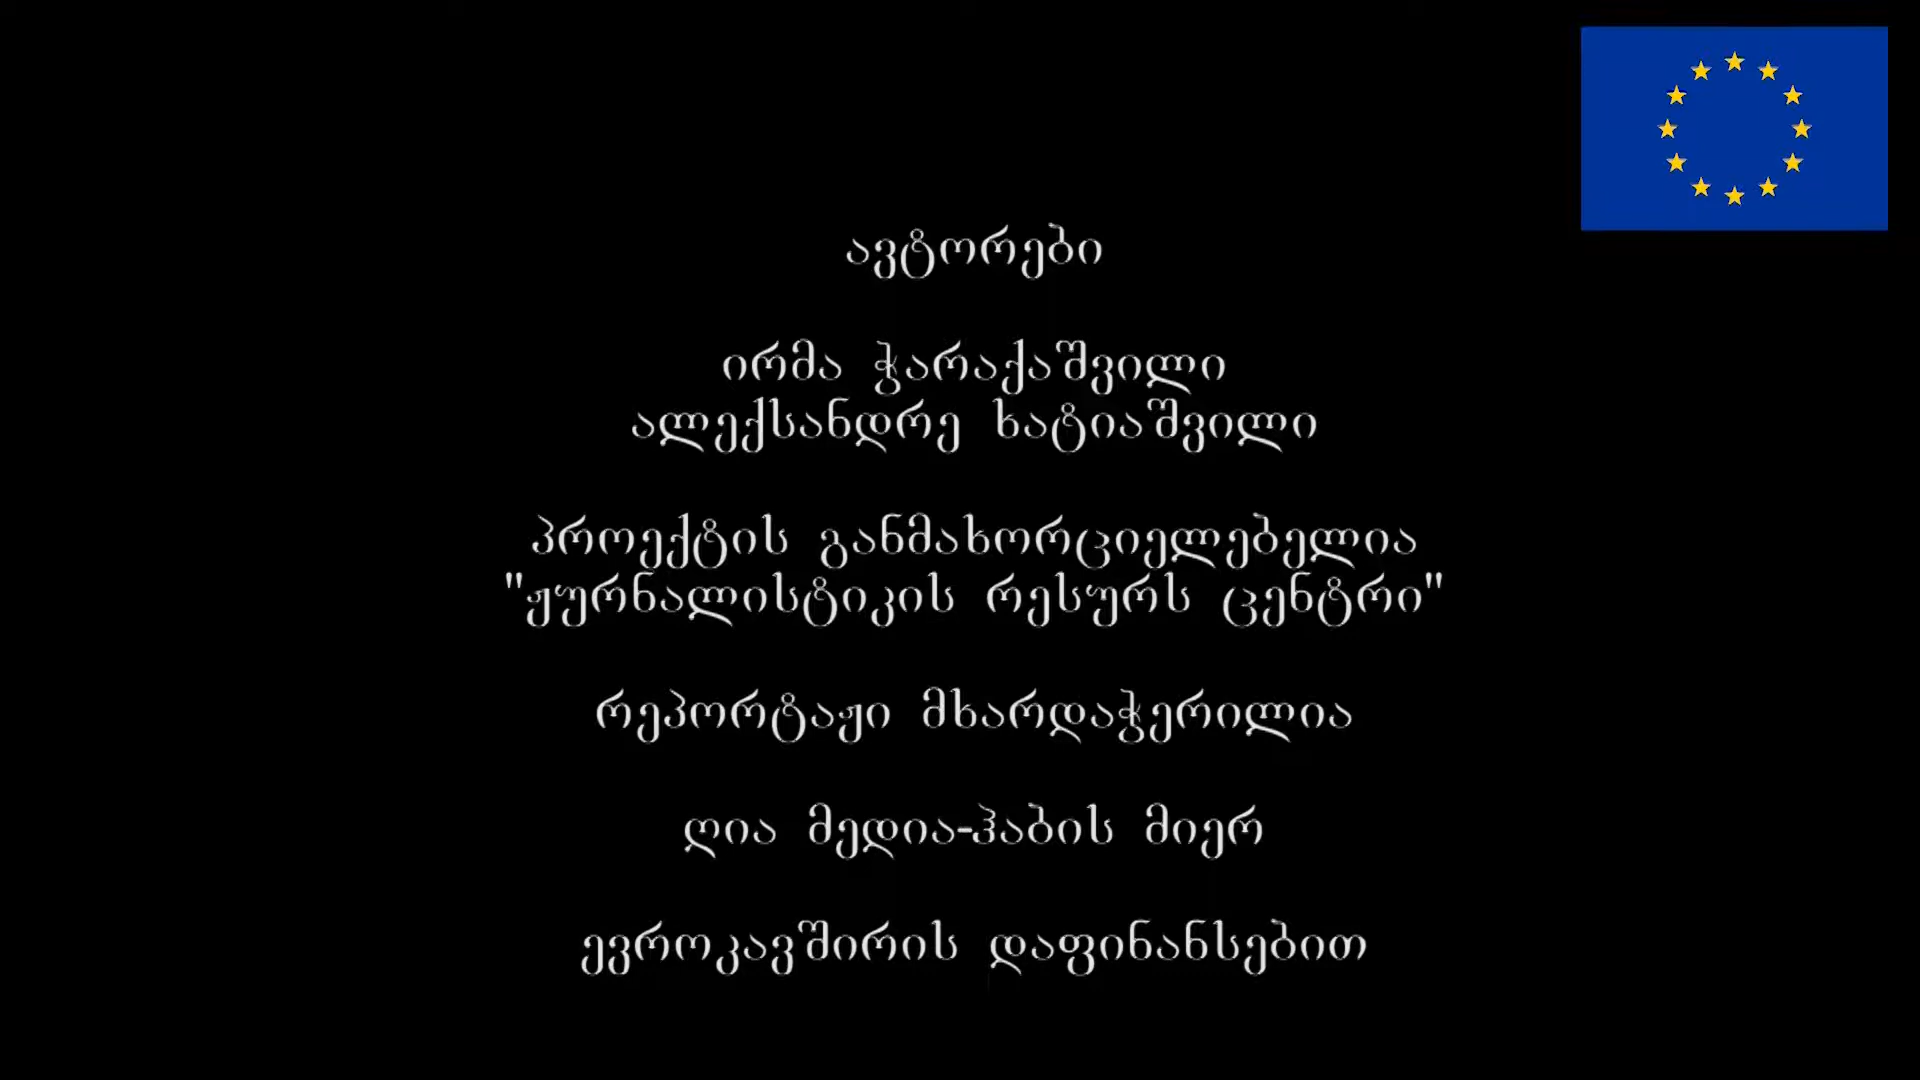 ავტორები
ირმა ჭარაქაშვილი
ალექსანდრე ხატიაშვილი
პროექტის განმახორციელებელია
"ჟურნალისტიკის რესურს ცენტრი"
რეპორტაჟი მხარდაჭერილია
ღია მედია-ჰაბის მიერ
ევროკავშირის დაფინანსებით